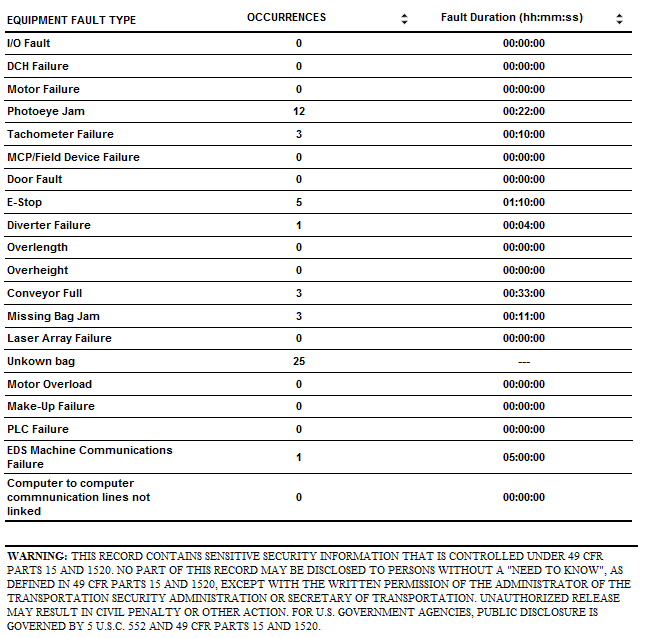 EQUIPMENT FAULT TYPE OCCURRENCES Fault Duration (hh:mm:ss)
I/O Fault 0 00:00:00
DCH Failure 0 00:00:00
Motor Failure 0 00:00:00
Photoeye Jam 12 00:22:00
Tachometer Failure 3 00:10:00
MCP/Field Device Failure 0 00:00:00
Door Fault 0 00:00:00
E-Stop 5 01:10:00
Diverter Failure 1 00:04:00
Overlength 0 00:00:00
Overheight 0 00:00:00
Conveyor Full 3 00:33:00
Missing Bag Jam 3 00:11:00
Laser Array Failure 0 00:00:00
Unkown bag 25 ---
Motor Overload 0 00:00:00
Make-Up Failure 0 00:00:00
PLC Failure 0 00:00:00
EDS Machine Communications
Failure 1 05:00:00
Computer to computer
commnunication lines not 0 00:00:00
linked
WARNING: THIS RECORD CONTAINS SENSITIVE SECURITY INFORMATION THAT IS CONTROLLED UNDER 49 CFR
PARTS 15 AND 1520. NO PART OF THIS RECORD MAY BE DISCLOSED TO PERSONS WITHOUT A "NEED TO KNOW", AS
DEFINED IN 49 CFR PARTS 15 AND 1520, EXCEPT WITH THE WRITTEN PERMISSION OF THE ADMINISTRATOR OF THE
TRANSPORTATION SECURITY ADMINISTRATION OR SECRETARY OF TRANSPORTATION. UNAUTHORIZED RELEASE
MAY RESULT IN CIVIL PENALTY OR OTHER ACTION. FOR U.S. GOVERNMENT AGENCIES, PUBLIC DISCLOSURE IS
GOVERNED BY 5 U.S.C. 552 AND 49 CFR PARTS 15 AND 1520.